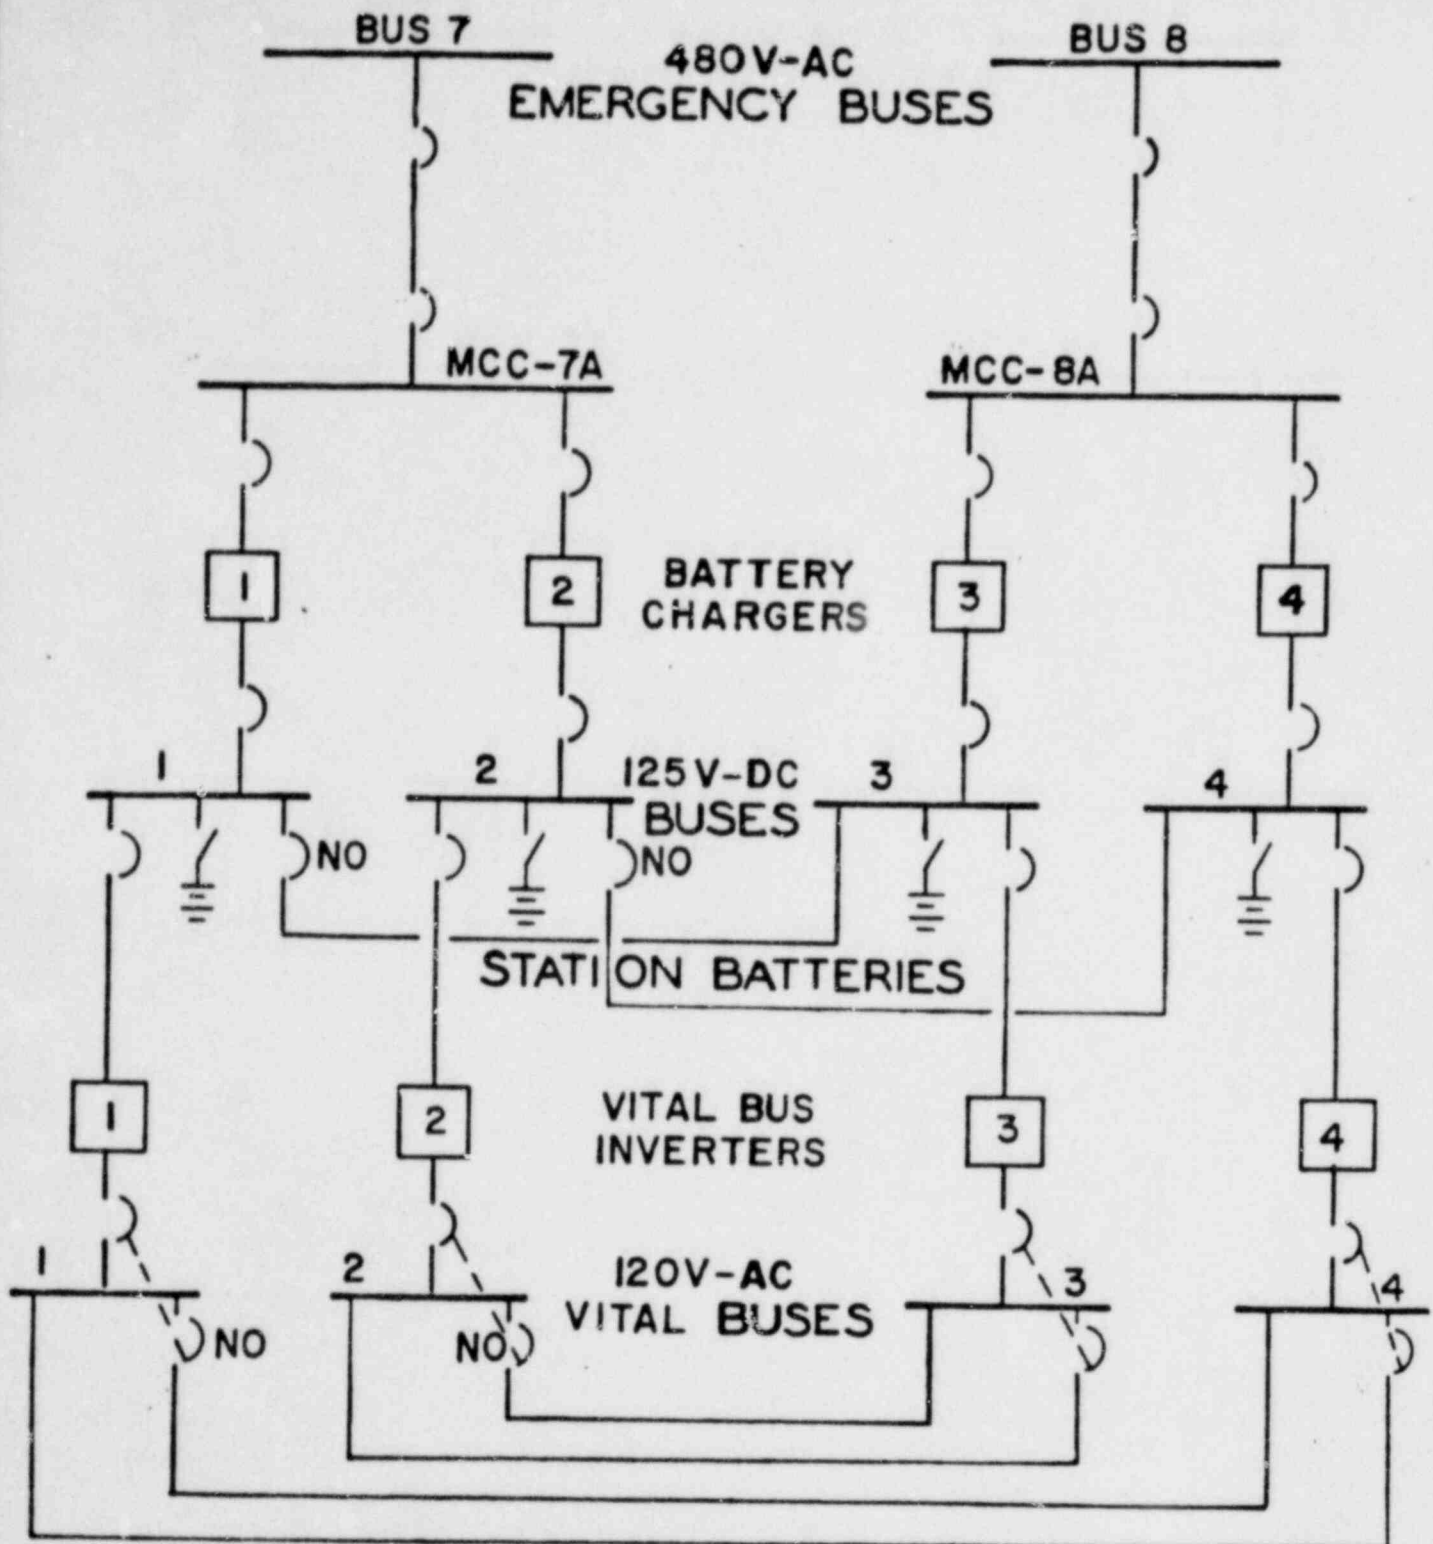 BUS 7
BUS 8
480V-AC
EMERGENCY BUSES
MCC-7A
MCC-8A
1
2
BATTERY
CHARGERS
3
4
1
2
125V-DC
BUSES
3
4
NO
NO
STATION BATTERIES
1
2
VITAL BUS
INVERTERS
3
4
1
2
120V-AC
VITAL BUSES
3
4
NO
NO